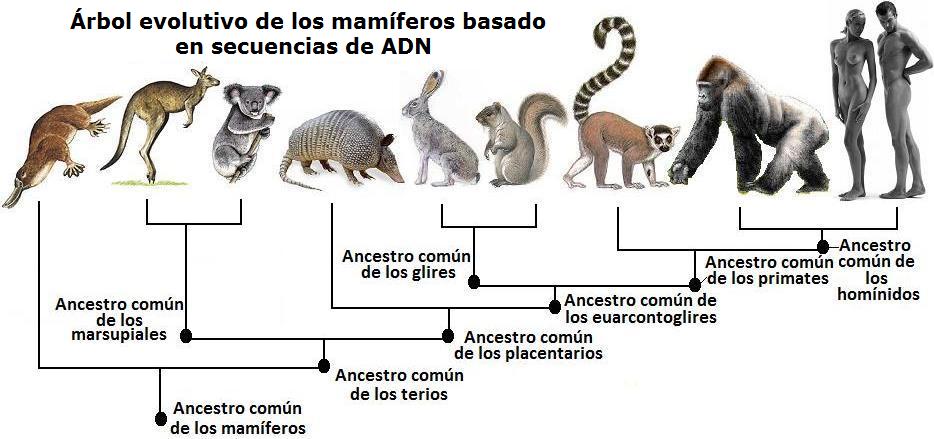 Árbol evolutivo de los mamíferos basado
en secuencias de ADN
Ancestro común
de los glires
Ancestro común
de los primates
Ancestro
común de
los
homínidos
Ancestro común
de los
marsupiales
Ancestro común de
los euarcontoglires
Ancestro común
de los placentarios
Ancestro común
de los terios
Ancestro común
de los mamíferos